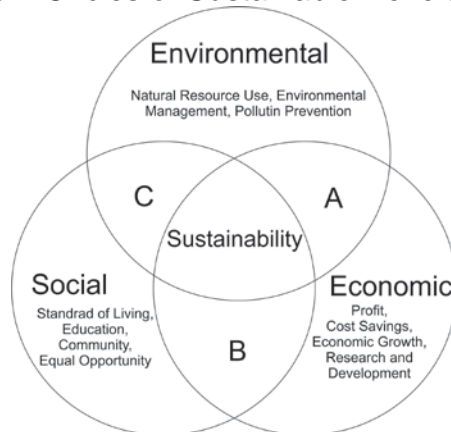 Environmental
Natural Resource Use, Environmental
Management, Pollutin Prevention
C
A
Sustainability
Social
Standrad of Living,
Education,
Community,
Equal Opportunity
Economic
Profit,
Cost Savings,
Economic Growth,
Research and
Development
B